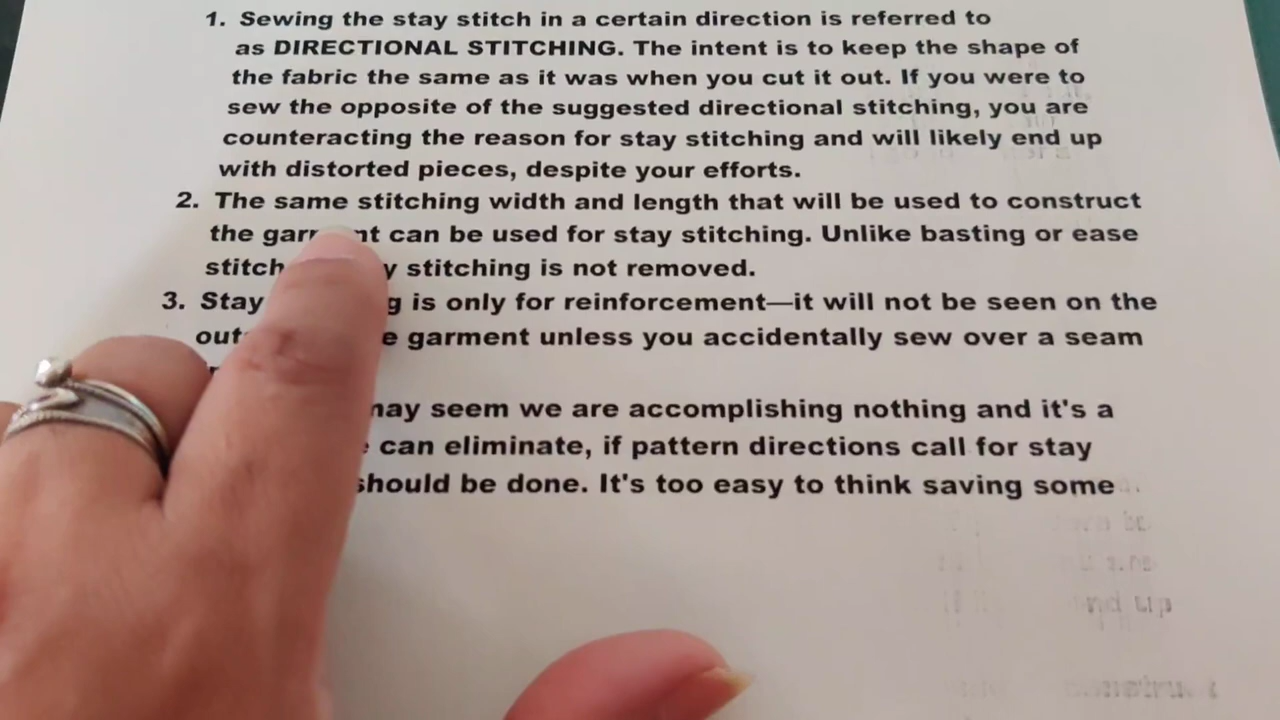 1. Sewing the stay stitch in a certain direction is referred to
as DIRECTIONAL STITCHING. The intent is to keep the shape of
the fabric the same as it was when you cut it out. If you were to
sew the opposite of the suggested directional stitching, you are
counteracting the reason for stay stitching and will likely end up
with distorted pieces, despite your efforts.
2. The same stitching width and length that will be used to construct
the can be used for stay stitching. Unlike basting or ease
stitching is not removed.
3. Stay is only for reinforcement—it will not be seen on the
garment unless you accidentally sew over a seam
may seem we are accomplishing nothing and it's a
can eliminate, if pattern directions call for stay
should be done. It's too easy to think saving some